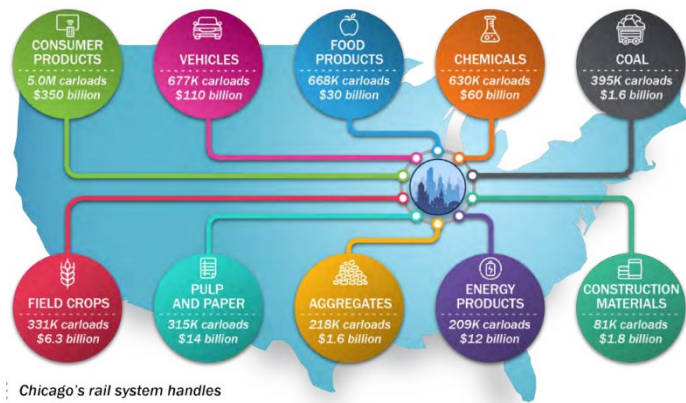 CONSUMER
PRODUCTS
5.0M carloads
$350 billion
VEHICLES
677K carloads
$110 billion
FOOD
PRODUCTS
668K carloads
$30 billion
CHEMICALS
630K carloads
$60 billion
COAL
395K carloads
$1.6 billion
FIELD CROPS
331K carloads
$6.3 billion
PULP
AND PAPER
315K carloads
$14 billion
AGGREGATES
218K carloads
$1.6 billion
ENERGY
PRODUCTS
209K carloads
$12 billion
CONSTRUCTION
MATERIALS
81K carloads
$1.8 billion
Chicago's rail system handles